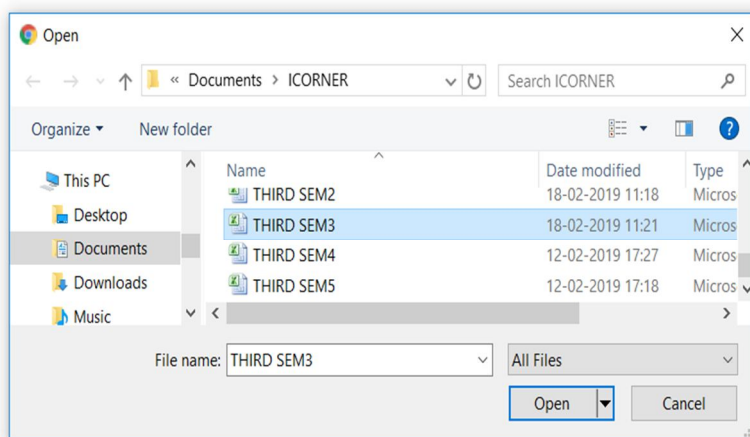 Open
« Documents > ICORNER
Search ICORNER
Organize
New folder
?
Name Date modified Type
This PC
Desktop
Documents
Downloads
Music
THIRD SEM2 18-02-2019 11:18 Micros
THIRD SEM3 18-02-2019 11:21 Micros
THIRD SEM4 12-02-2019 17:27 Micros
THIRD SEM5 12-02-2019 17:18 Micros
File name: THIRD SEM3 All Files
Open Cancel